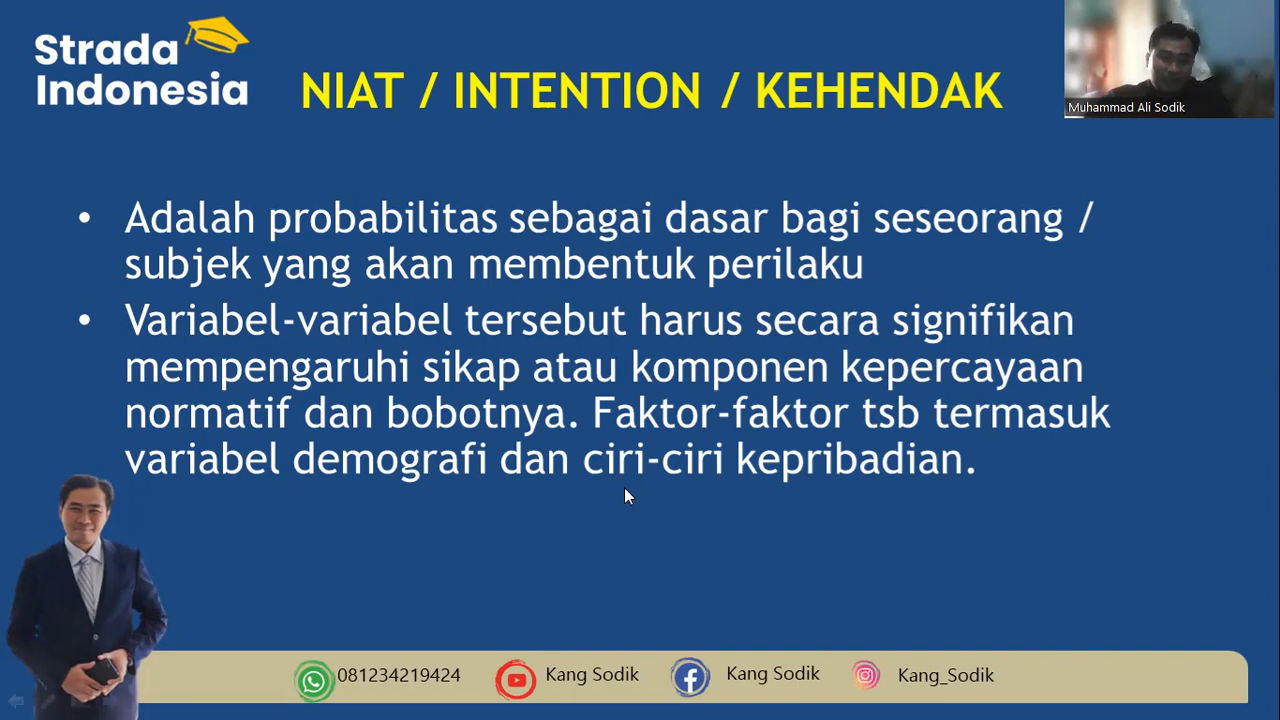 Strada
Indonesia
NIAT / INTENTION / KEHENDAK
Muhammad Ali Sodik
• Adalah probabilitas sebagai dasar bagi seseorang /
subjek yang akan membentuk perilaku
• Variabel-variabel tersebut harus secara signifikan
mempengaruhi sikap atau komponen kepercayaan
normatif dan bobotnya. Faktor-faktor tsb termasuk
variabel demografi dan ciri-ciri kepribadian.
081234219424
Kang Sodik
Kang Sodik
Kang_Sodik